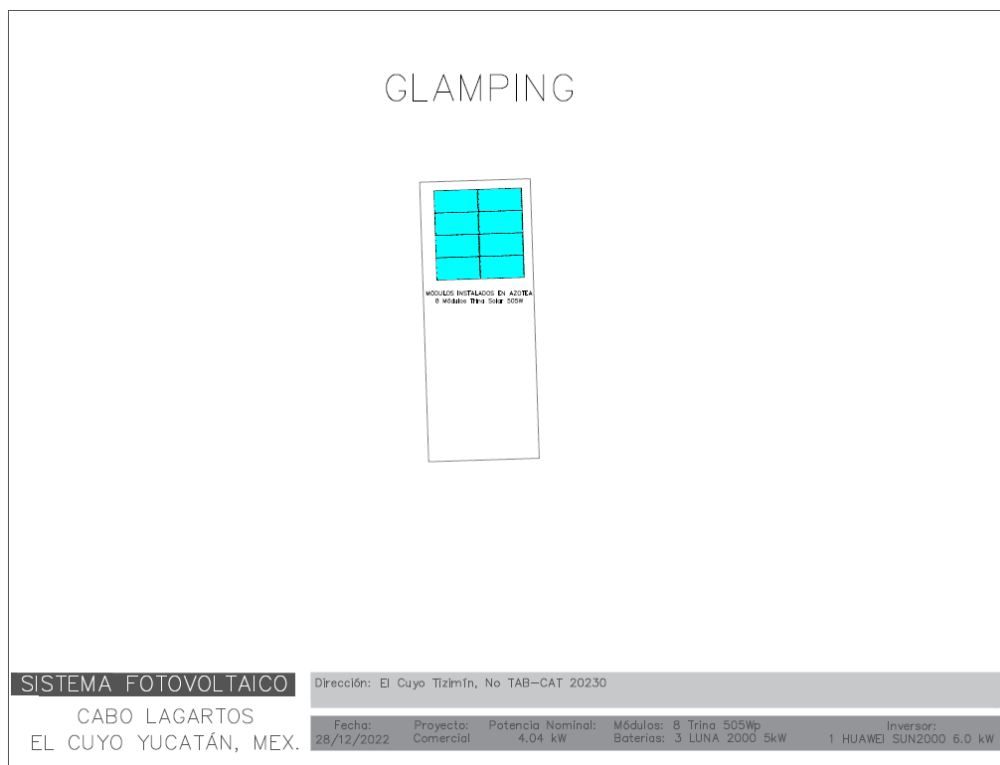 GLAMPING
MÓDULOS INSTALADOS EN AZOTEA
8 Módulos Trina Solar 505W
SISTEMA FOTOVOLTAICO
CABO LAGARTOS
EL CUYO YUCATÁN, MEX.
Dirección: El Cuyo Tizimín, No TAB-CAT 20230
Fecha:
28/12/2022
Proyecto:
Comercial
Potencia Nominal:
4.04 kW
Módulos: 8 Trina 505Wp
Baterías: 3 LUNA 2000 5kW
Inversor:
1 HUAWEI SUN2000 6.0 kW